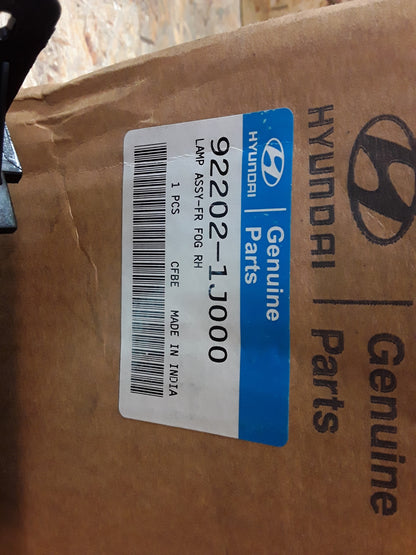 HYUNDAI
Genuine
Parts
HYUNDAI
Genuine
Parts
92202-1J000
LAMP ASSY-FR FOG RH
1 PCS CFBE MADE IN INDIA